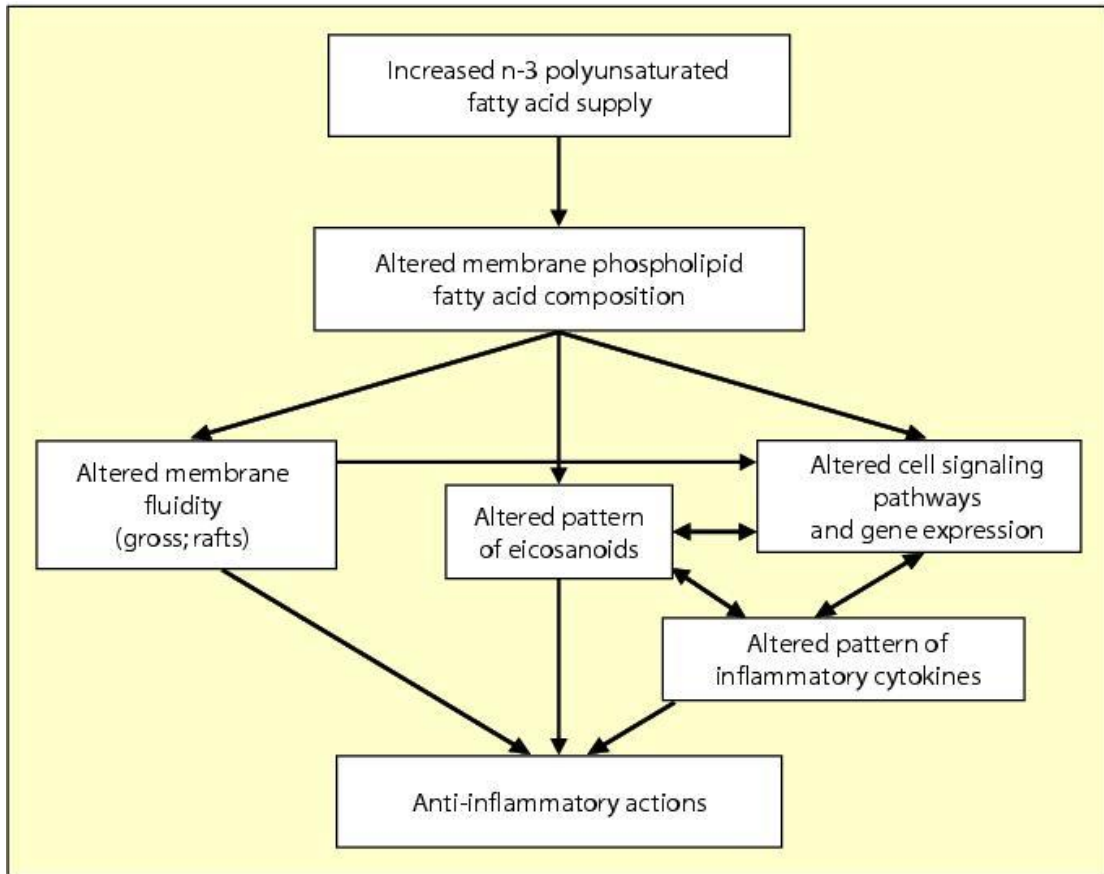 Increased n-3 polyunsaturated
fatty acid supply
Altered membrane phospholipid
fatty acid composition
Altered membrane
fluidity
(gross; rafts)
Altered pattern
of eicosanoids
Altered cell signaling
pathways
and gene expression
Altered pattern of
inflammatory cytokines
Anti-inflammatory actions